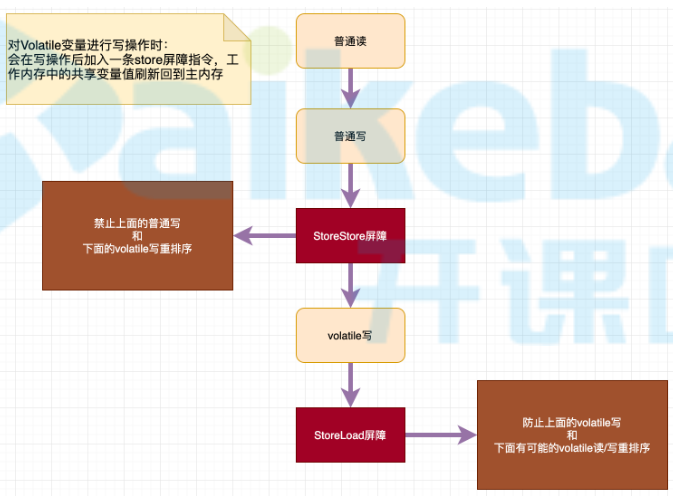 对Volatile变量进行写操作时：
会在写操作后加入一条store屏障指令，工
作内存中的共享变量值刷新回到主内存
普通读
普通写
禁止上面的普通写
和
下面的volatile写重排序
StoreStore屏障
volatile写
StoreLoad屏障
防止上面的volatile写
和
下面有可能的volatile读/写重排序
aikeba
开课